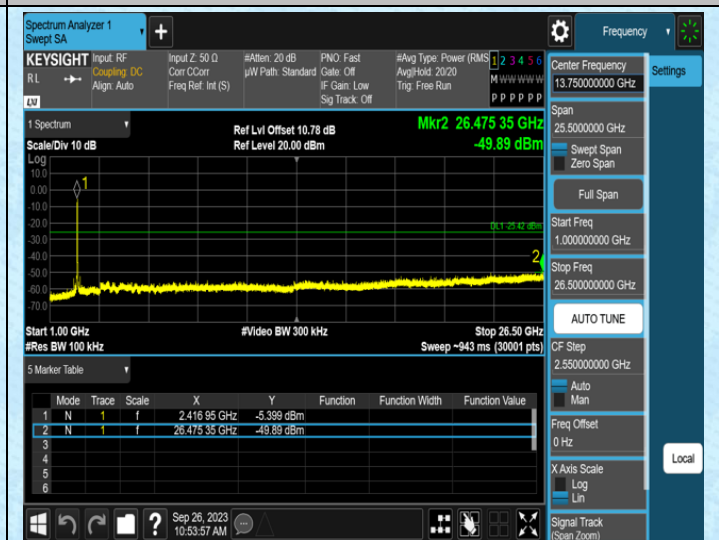 Spectrum Analyzer 1
Swept SA
+
Frequency
KEYSIGHT
RL
LXI
Input: RF
Coupling: DC
Align: Auto
Input Z: 50 Ω
Corr CCorr
Freq Ref: Int (S)
#Atten: 20 dB
µW Path: Standard
PNO: Fast
Gate: Off
IF Gain: Low
Sig Track: Off
#Avg Type: Power (RMS
Avg|Hold: 20/20
Trig: Free Run
1 2 3 4 5 6
M W W W W W
P P P P P P
1 Spectrum
Scale/Div 10 dB
Ref Lvl Offset 10.78 dB
Ref Level 20.00 dBm
Mkr2 26.475 35 GHz
-49.89 dBm
Log
10.0
0.00
-10.0
-20.0
-30.0
-40.0
-50.0
-60.0
-70.0
1
DL1 -25.42 dBm
2
Start 1.00 GHz
#Res BW 100 kHz
#Video BW 300 kHz
Stop 26.50 GHz
Sweep ~943 ms (30001 pts)
5 Marker Table
Mode Trace Scale X Y Function Function Width Function Value
1 N 1 f 2.416 95 GHz -5.399 dBm
2 N 1 f 26.475 35 GHz -49.89 dBm
3
4
5
6
?
Sep 26, 2023
10:53:57 AM
Center Frequency
13.750000000 GHz
Settings
Span
25.5000000 GHz
Swept Span
Zero Span
Full Span
Start Freq
1.000000000 GHz
Stop Freq
26.500000000 GHz
AUTO TUNE
CF Step
2.550000000 GHz
Auto
Man
Freq Offset
0 Hz
X Axis Scale
Log
Lin
Signal Track
(Span Zoom)
Local